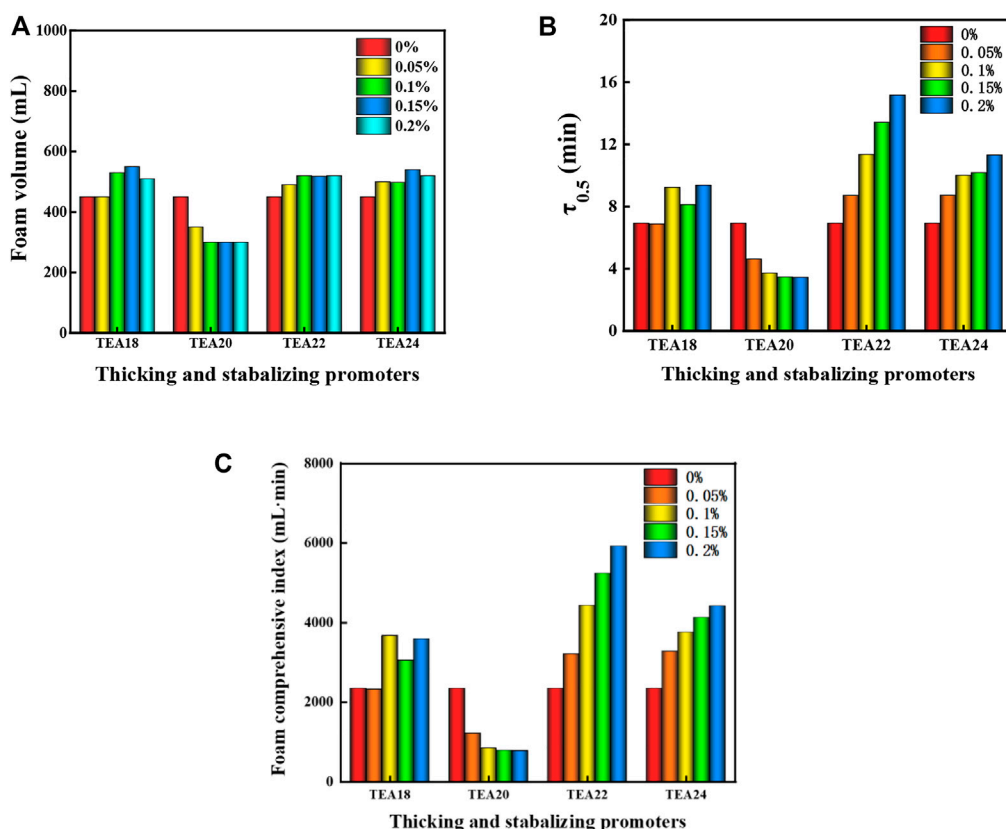 A
Foam volume (mL)
1000
800
600
400
200
0
0%
0.05%
0.1%
0.15%
0.2%
TEA18 TEA20 TEA22 TEA24
Thicking and stabalizing promoters
B
τ0.5 (min)
20
16
12
8
4
0
0%
0.05%
0.1%
0.15%
0.2%
TEA18 TEA20 TEA22 TEA24
Thicking and stabalizing promoters
C
Foam comprehensive index (mL·min)
8000
6000
4000
2000
0
0%
0.05%
0.1%
0.15%
0.2%
TEA18 TEA20 TEA22 TEA24
Thicking and stabalizing promoters